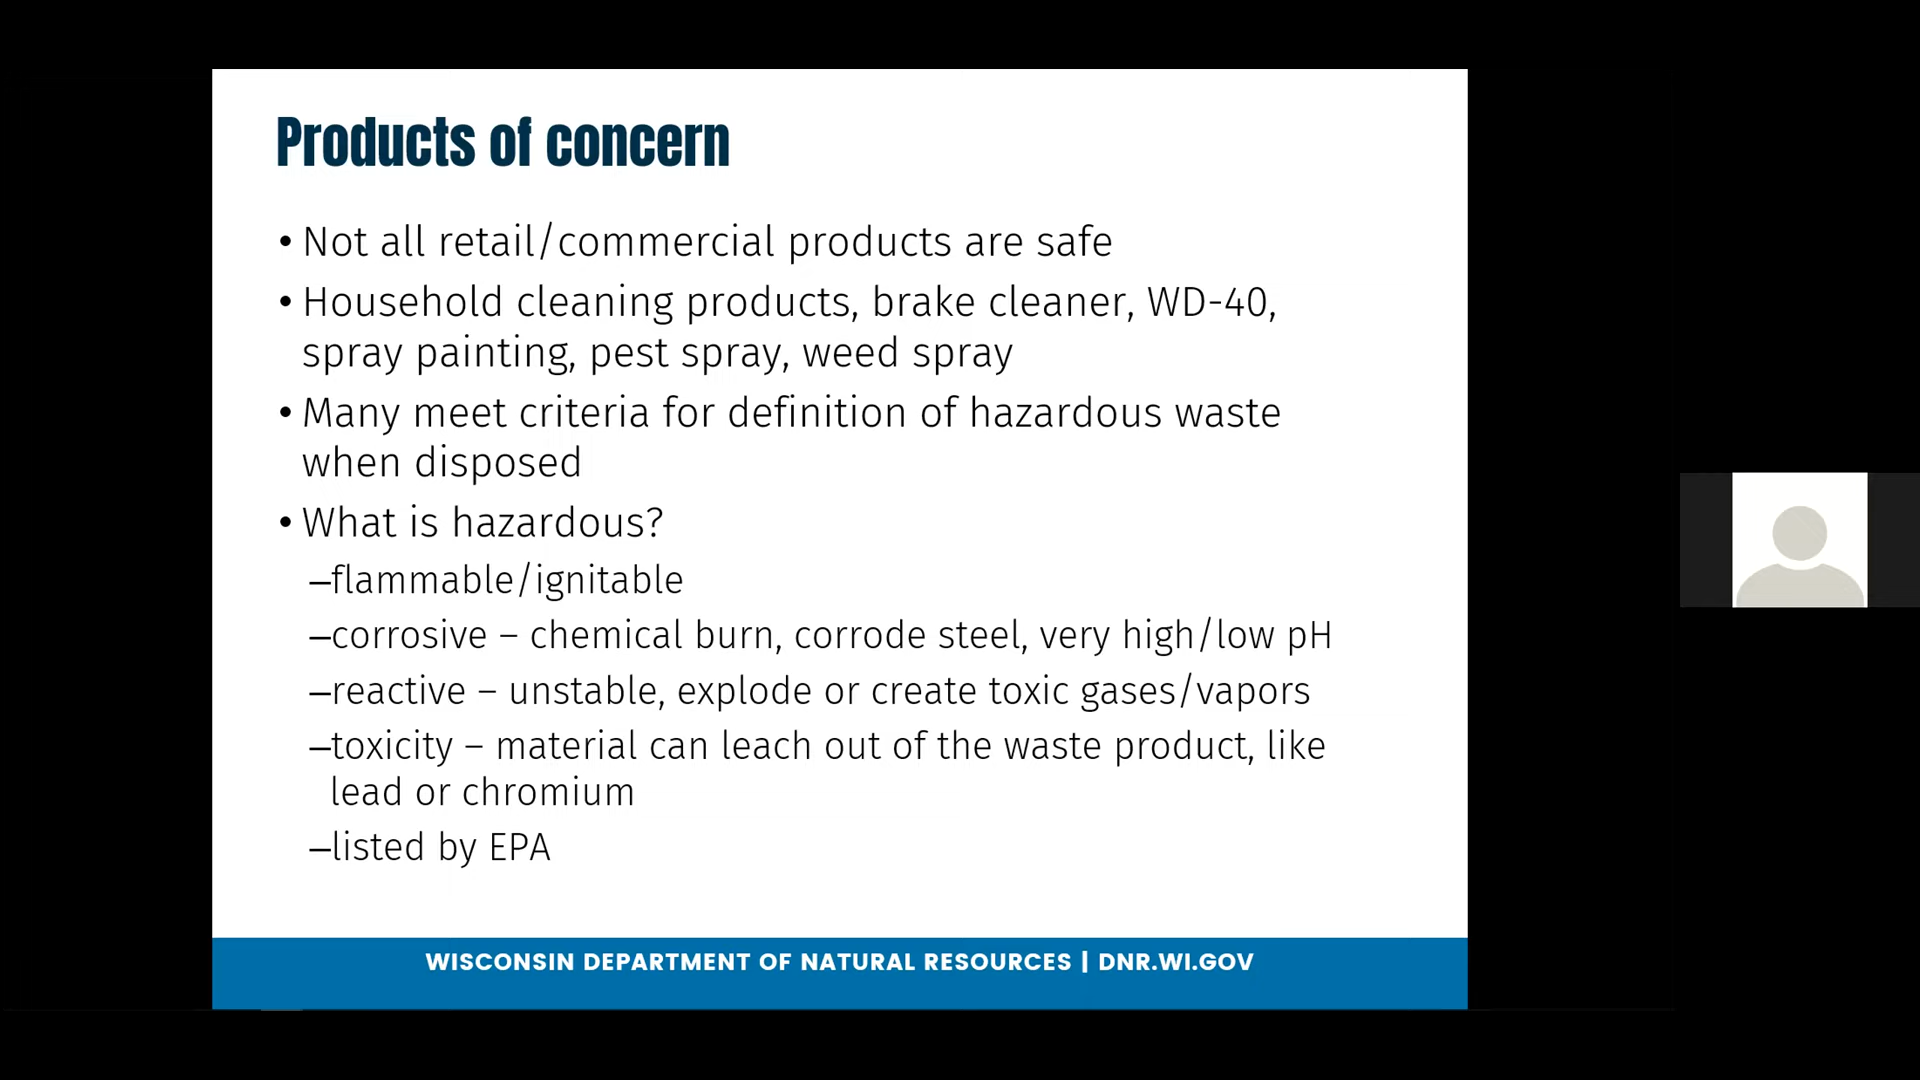 Products of concern
• Not all retail/commercial products are safe
• Household cleaning products, brake cleaner, WD-40,
spray painting, pest spray, weed spray
• Many meet criteria for definition of hazardous waste
when disposed
• What is hazardous?
–flammable/ignitable
–corrosive – chemical burn, corrode steel, very high/low pH
–reactive – unstable, explode or create toxic gases/vapors
–toxicity – material can leach out of the waste product, like
lead or chromium
–listed by EPA
WISCONSIN DEPARTMENT OF NATURAL RESOURCES | DNR.WI.GOV